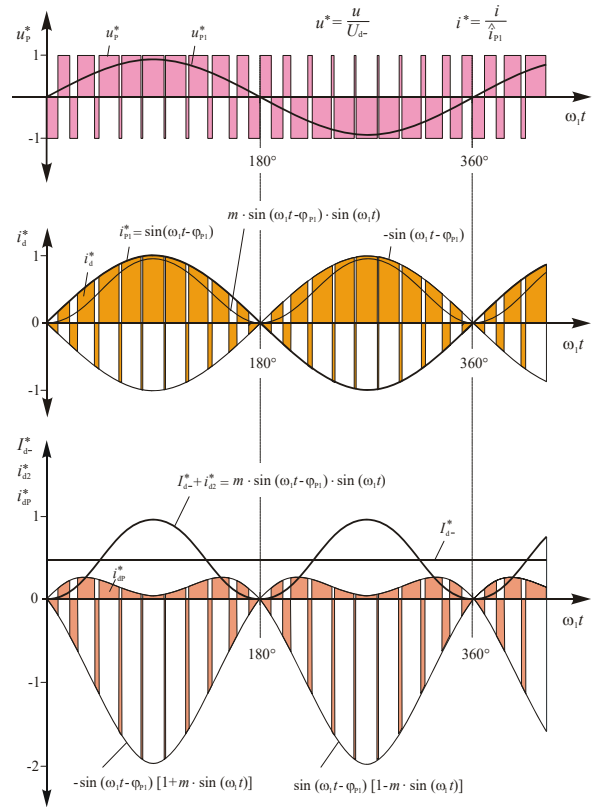 u*P
u*P
u*P1
u* = u / Ud-
i* = i / îP1
1
0
-1
ω1t
180°
360°
i*d
i*P1 = sin(ω1t-φP1)
m · sin (ω1t-φP1) · sin (ω1t)
-sin (ω1t-φP1)
i*d
1
0
-1
ω1t
180°
360°
I*d-
i*d2
i*dP
I*d- + i*d2 = m · sin (ω1t-φP1) · sin (ω1t)
I*d-
i*dP
1
0
-1
-2
ω1t
180°
360°
-sin (ω1t-φP1) [1+m · sin (ω1t)]
sin (ω1t-φP1) [1-m · sin (ω1t)]